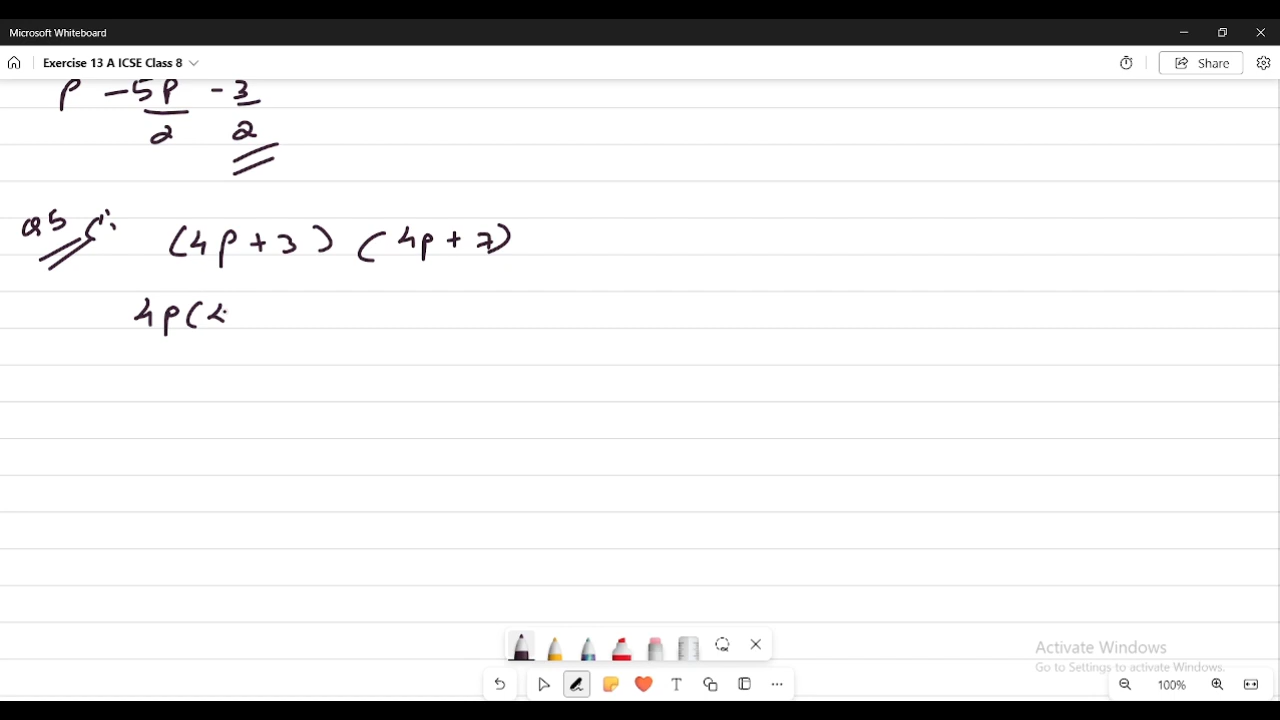 Microsoft Whiteboard
Exercise 13 A ICSE Class 8
Share
p - 5p/2 - 3/2
Q5 (i. (4p + 3) (4p + 7)
4p(4
Activate Windows
Go to Settings to activate Windows.
100%